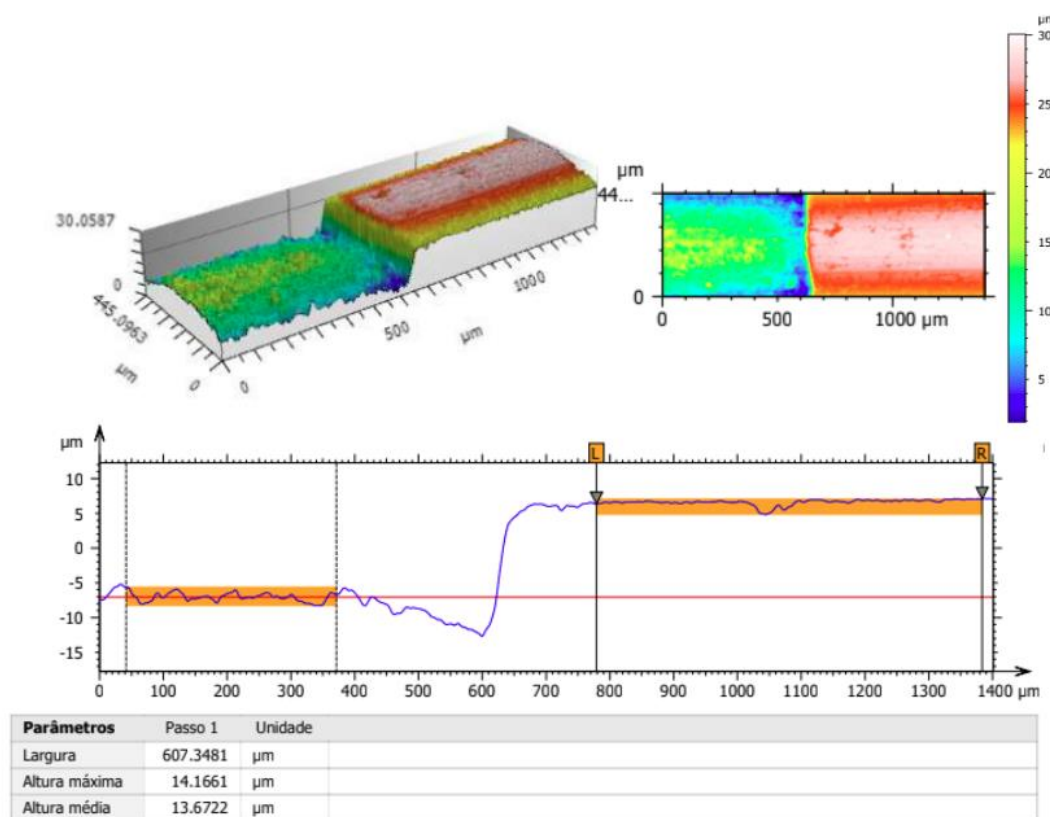 µm
30
25
20
15
10
5
30.0587
0
445.0963
µm
0
0
500
µm
1000
µm
44...
0
0 500 1000 µm
µm
L
R
10
5
0
-5
-10
-15
0 100 200 300 400 500 600 700 800 900 1000 1100 1200 1300 1400 µm
Parâmetros Passo 1 Unidade
Largura 607.3481 µm
Altura máxima 14.1661 µm
Altura média 13.6722 µm